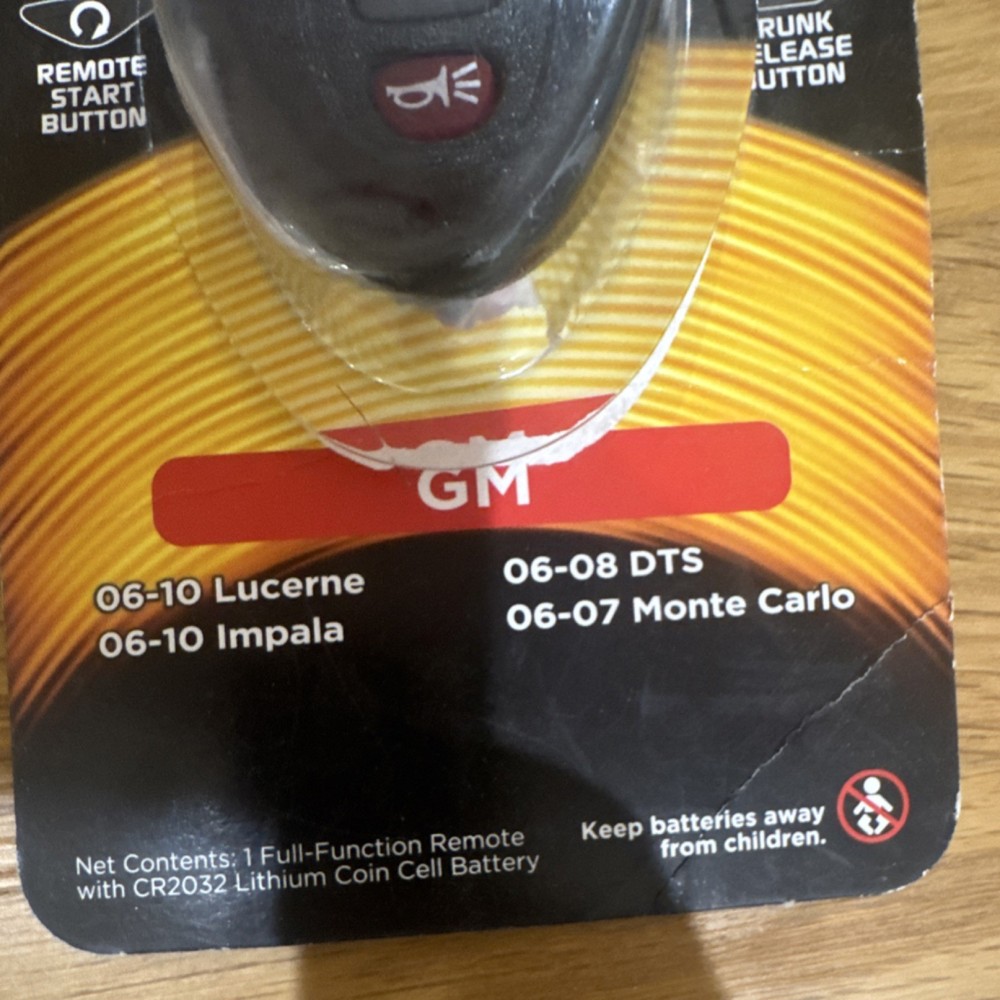 REMOTE
START
BUTTON
RUNK
ELEASE
UTTON
GM
06-10 Lucerne
06-10 Impala
06-08 DTS
06-07 Monte Carlo
Net Contents: 1 Full-Function Remote
with CR2032 Lithium Coin Cell Battery
Keep batteries away
from children.